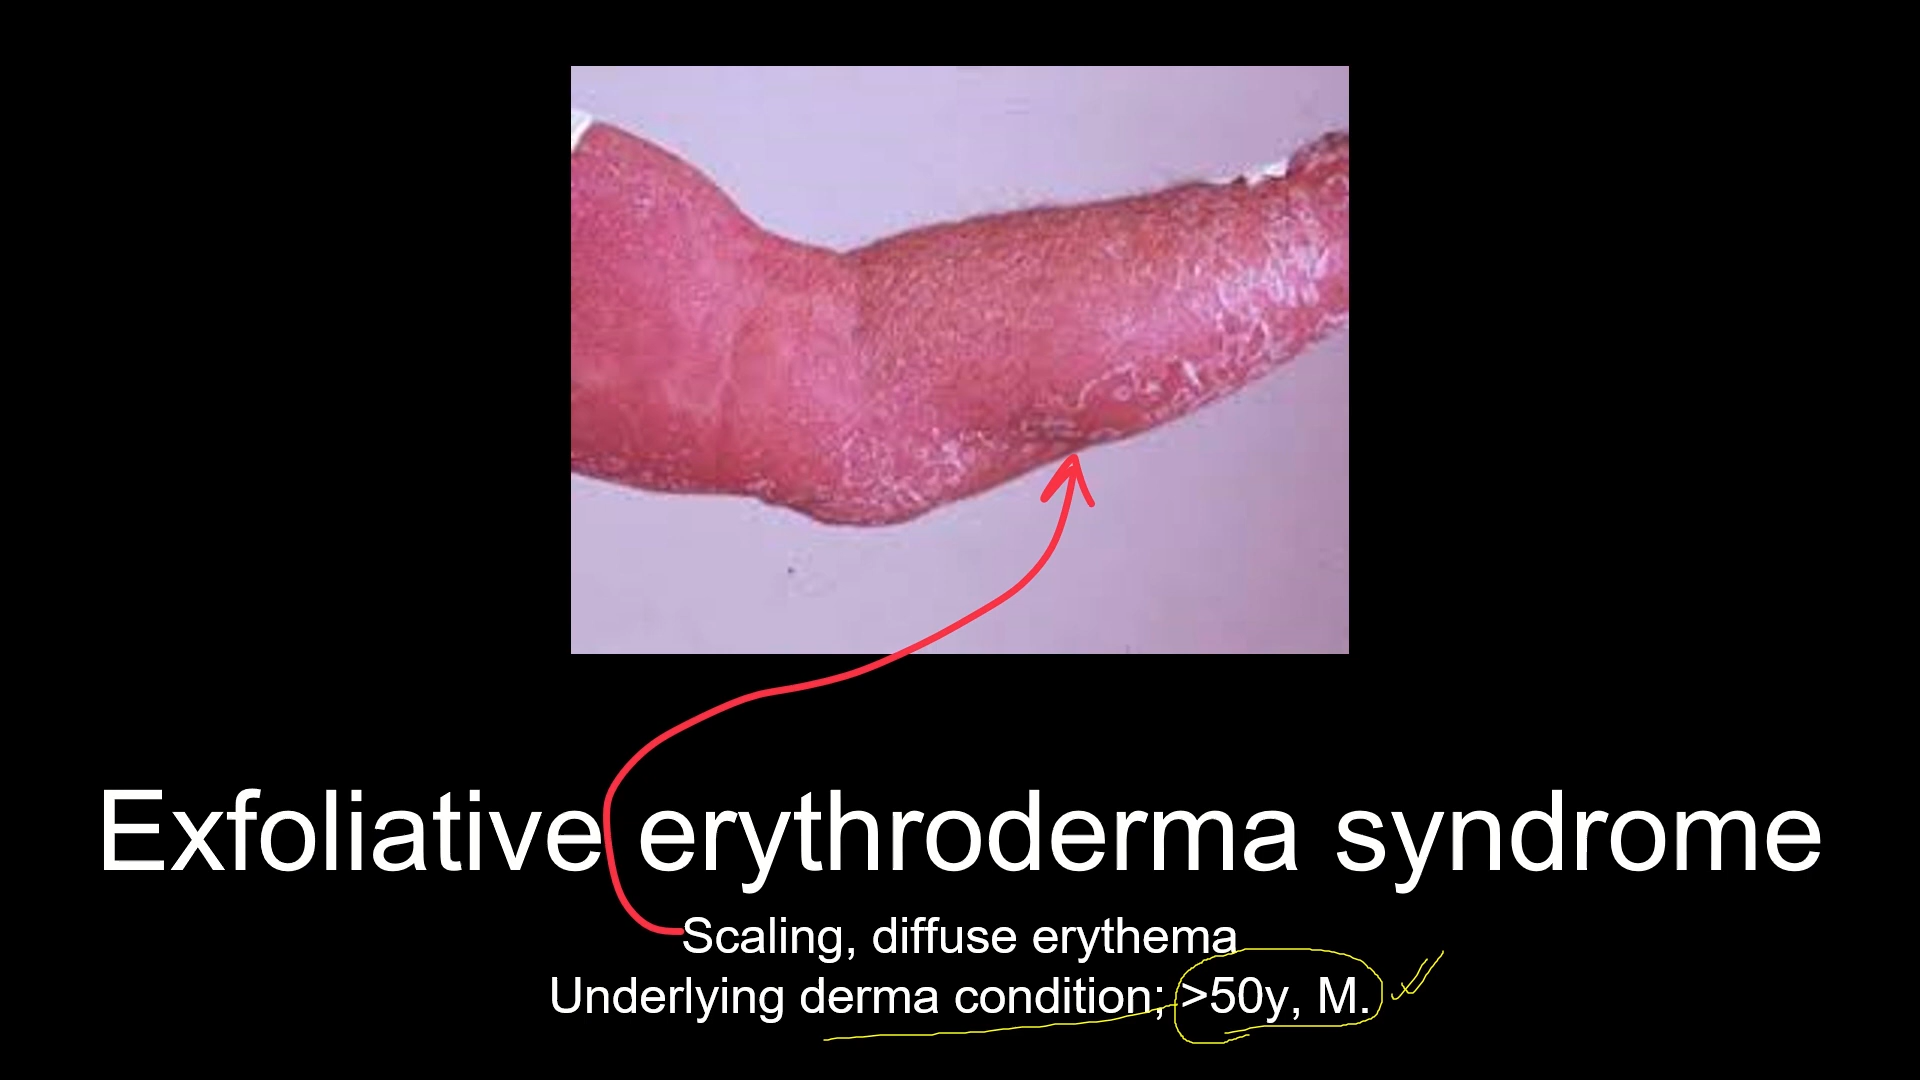 Exfoliative erythroderma syndrome
Scaling, diffuse erythema
Underlying derma condition; >50y, M.